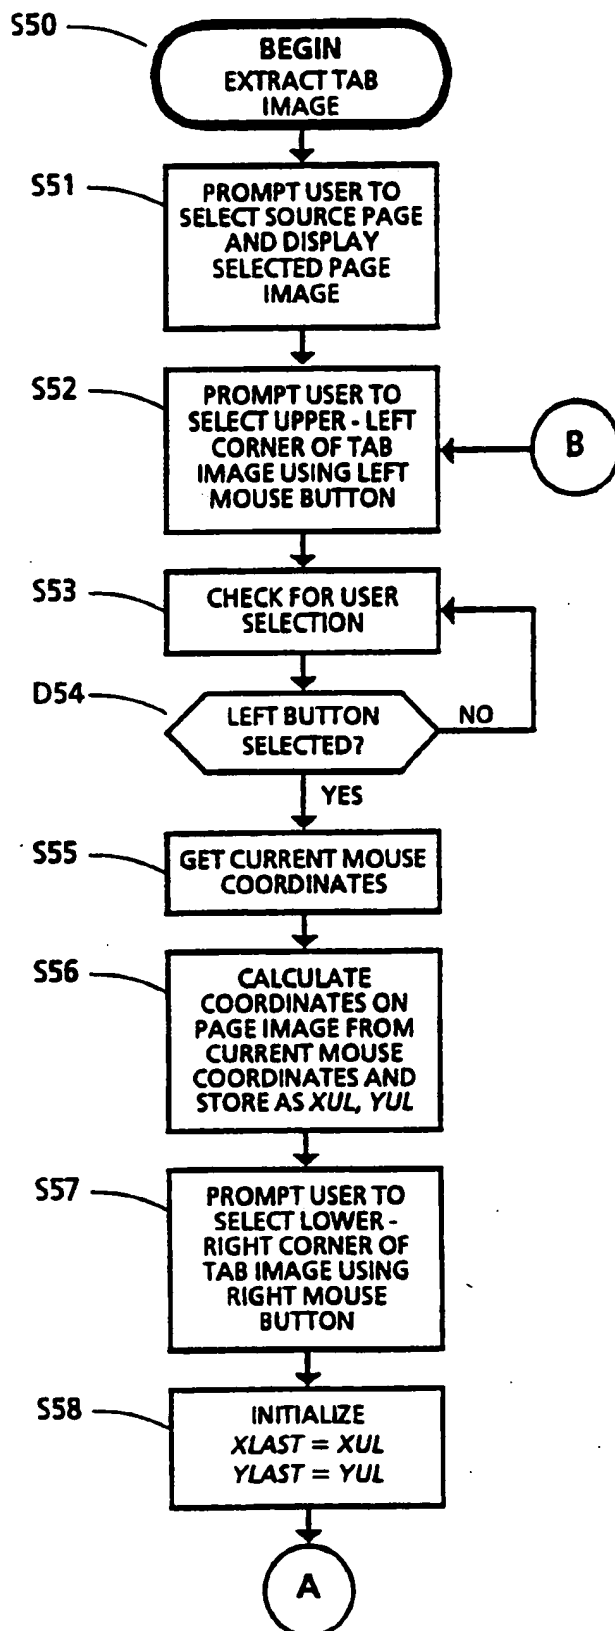 S50
BEGIN
EXTRACT TAB
IMAGE
S51
PROMPT USER TO
SELECT SOURCE PAGE
AND DISPLAY
SELECTED PAGE
IMAGE
S52
PROMPT USER TO
SELECT UPPER - LEFT
CORNER OF TAB
IMAGE USING LEFT
MOUSE BUTTON
B
S53
CHECK FOR USER
SELECTION
D54
LEFT BUTTON
SELECTED?
NO
YES
S55
GET CURRENT MOUSE
COORDINATES
S56
CALCULATE
COORDINATES ON
PAGE IMAGE FROM
CURRENT MOUSE
COORDINATES AND
STORE AS XUL, YUL
S57
PROMPT USER TO
SELECT LOWER -
RIGHT CORNER OF
TAB IMAGE USING
RIGHT MOUSE
BUTTON
S58
INITIALIZE
XLAST = XUL
YLAST = YUL
A